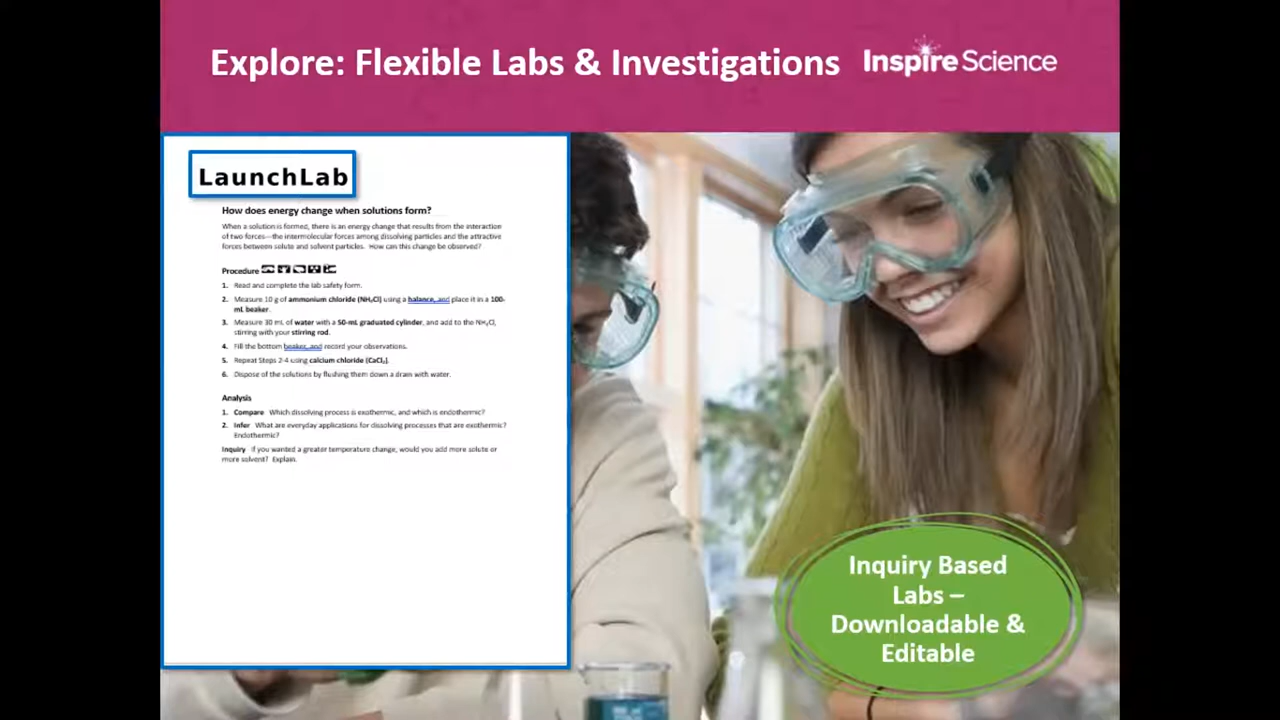 Explore: Flexible Labs & Investigations
Inspire Science
LaunchLab
How does energy change when solutions form?
When a solution is formed, there is an energy change that results from the interaction
of two forces—the intermolecular forces among dissolving particles and the attractive
forces between solute and solvent particles. How can this change be observed?
Procedure
1. Read and complete the lab safety form.
2. Measure 10 g of ammonium chloride (NH₄Cl) using a balance, and place it in a 100-
mL beaker.
3. Measure 30 mL of water with a 50-mL graduated cylinder, and add to the NH₄Cl,
stirring with your stirring rod.
4. Fill the bottom beaker, and record your observations.
5. Repeat Steps 2-4 using calcium chloride (CaCl₂).
6. Dispose of the solutions by flushing them down a drain with water.
Analysis
1. Compare Which dissolving process is exothermic, and which is endothermic?
2. Infer What are everyday applications for dissolving processes that are exothermic?
Endothermic?
Inquiry If you wanted a greater temperature change, would you add more solute or
more solvent? Explain.
Inquiry Based
Labs –
Downloadable &
Editable